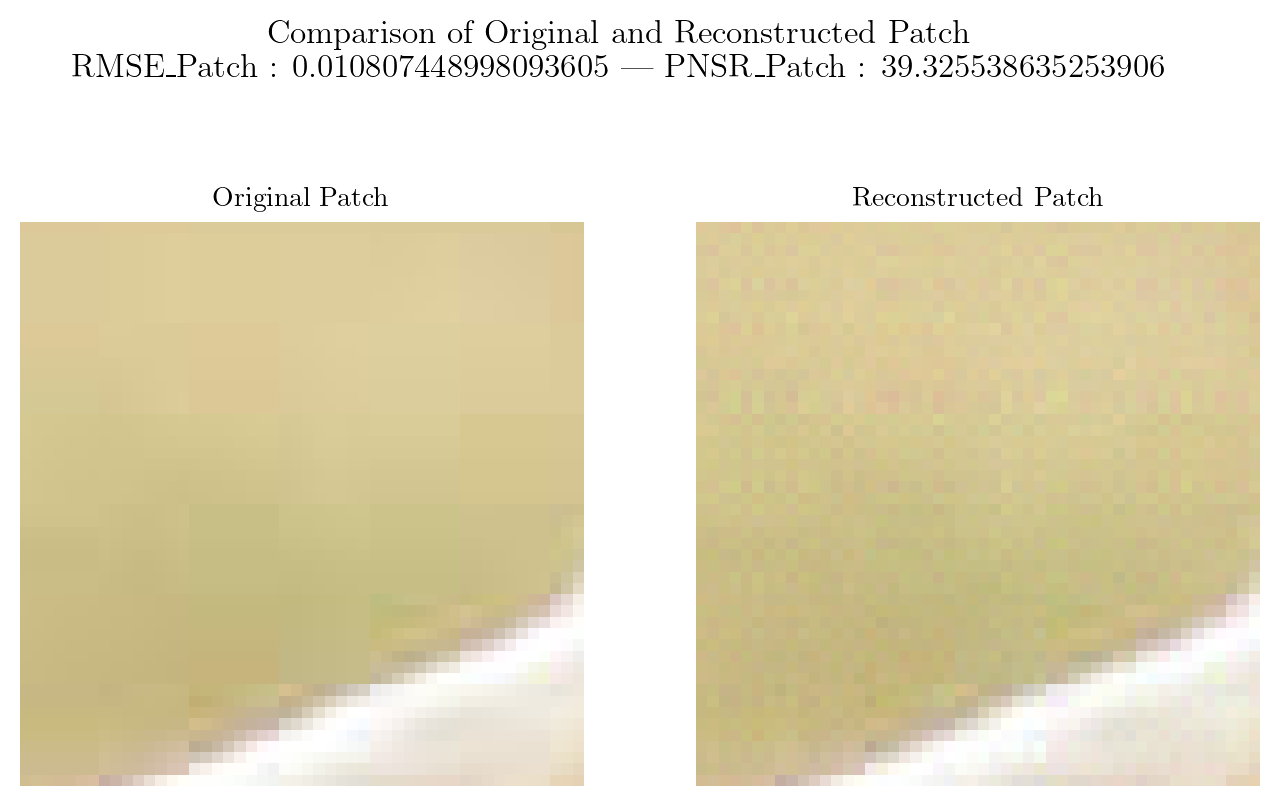 Comparison of Original and Reconstructed Patch
RMSE_Patch : 0.010807448998093605 — PNSR_Patch : 39.325538635253906
Original Patch
Reconstructed Patch